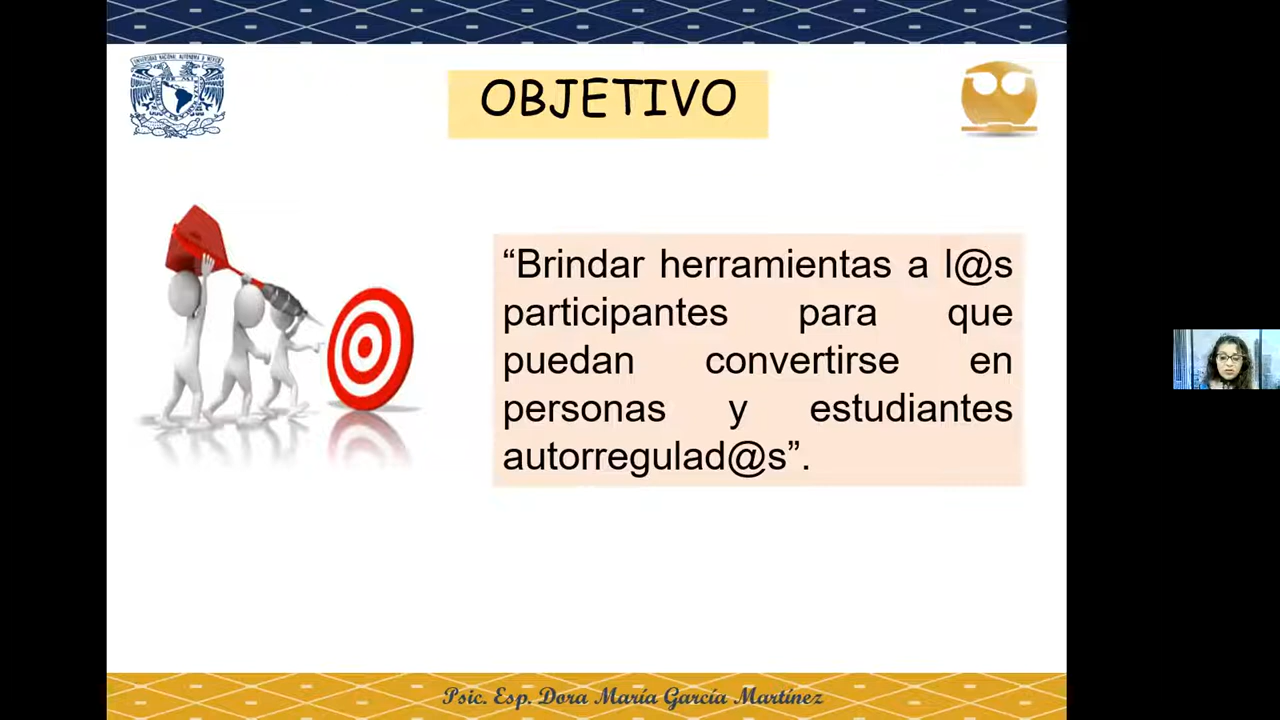 OBJETIVO
“Brindar herramientas a l@s
participantes para que
puedan convertirse en
personas y estudiantes
autorregulad@s”.
Psic. Esp. Dora María García Martínez